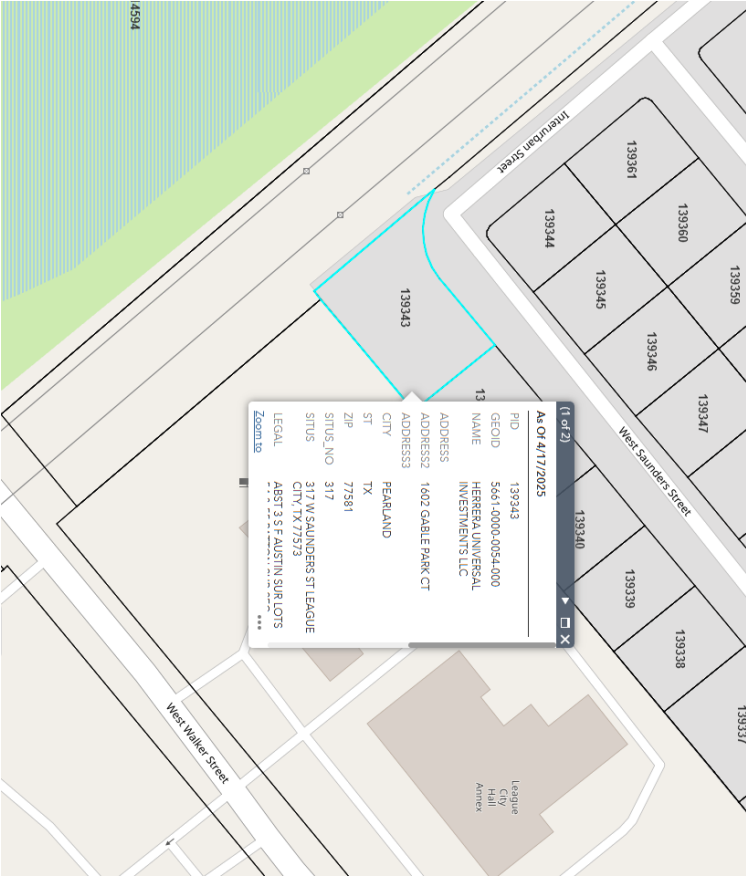 139359
139337
139347
139360
West Saunders Street
139338
139346
139361
139339
139345
139340
139344
Interurban Street
13
139343
League
City
Hall
Annex
West Walker Street
4594
(1 of 2)
As Of 4/17/2025
PID 139343
GEOID 5661-0000-0054-000
NAME HERRERA UNIVERSAL
INVESTMENTS LLC
ADDRESS
ADDRESS2 1602 GABLE PARK CT
ADDRESS3
CITY PEARLAND
ST TX
ZIP 77581
SITUS_NO 317
SITUS 317 W SAUNDERS ST LEAGUE
CITY, TX 77573
LEGAL ABST 3 S F AUSTIN SUR LOTS
Zoom to